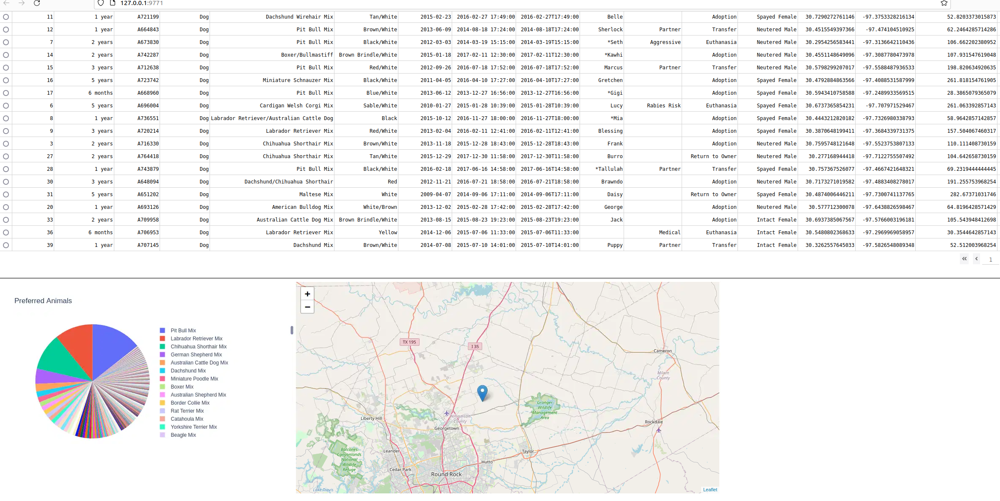 127.0.0.1:9771
11 1 year A721199 Dog Dachshund Wirehair Mix Tan/White 2015-02-23 2016-02-27 17:49:00 2016-02-27T17:49:00 Belle Adoption Spayed Female 30.7290272761146 -97.3753328216134 52.8203373015873
12 1 year A664843 Dog Pit Bull Mix Brown/White 2013-06-09 2014-08-18 17:24:00 2014-08-18T17:24:00 Sherlock Partner Transfer Neutered Male 30.4515549397366 -97.474104510925 62.2464285714286
7 2 years A673830 Dog Pit Bull Mix Black/White 2012-03-03 2014-03-19 15:15:00 2014-03-19T15:15:00 *Seth Aggressive Euthanasia Neutered Male 30.2954256583441 -97.3136642110436 106.662202380952
14 2 years A742287 Dog Boxer/Bullmastiff Brown Brindle/White 2015-01-18 2017-02-11 12:30:00 2017-02-11T12:30:00 *Kawhi Adoption Neutered Male 30.4551148649096 -97.3087780473978 107.931547619048
15 3 years A712638 Dog Pit Bull Mix Red/White 2012-09-26 2016-07-18 17:52:00 2016-07-18T17:52:00 Marcus Partner Transfer Neutered Male 30.5798299207017 -97.5588487936533 198.820634920635
16 5 years A723742 Dog Miniature Schnauzer Mix Black/White 2011-04-05 2016-04-10 17:27:00 2016-04-10T17:27:00 Gretchen Adoption Spayed Female 30.4792884863566 -97.4088531587999 261.818154761905
17 6 months A668960 Dog Pit Bull Mix Blue/White 2013-06-12 2013-12-27 16:56:00 2013-12-27T16:56:00 *Gigi Adoption Spayed Female 30.5943410758588 -97.2489933569515 28.3865079365079
6 5 years A696004 Dog Cardigan Welsh Corgi Mix Sable/White 2010-01-27 2015-01-28 10:39:00 2015-01-28T10:39:00 Lucy Rabies Risk Euthanasia Spayed Female 30.6737365854231 -97.707971529467 261.063392857143
8 1 year A736551 Dog Labrador Retriever/Australian Cattle Dog Black 2015-10-12 2016-11-27 18:00:00 2016-11-27T18:00:00 *Mia Adoption Spayed Female 30.4443212820182 -97.7326980338793 58.9642857142857
9 3 years A720214 Dog Labrador Retriever Mix Red/White 2013-02-04 2016-02-11 12:41:00 2016-02-11T12:41:00 Blessing Adoption Spayed Female 30.3870648199411 -97.3684339731375 157.504067460317
3 2 years A716330 Dog Chihuahua Shorthair Mix Brown/White 2013-11-18 2015-12-28 18:43:00 2015-12-28T18:43:00 Frank Adoption Neutered Male 30.7595748121648 -97.5523753807133 110.111408730159
27 2 years A764418 Dog Chihuahua Shorthair Mix Tan/White 2015-12-29 2017-12-30 11:58:00 2017-12-30T11:58:00 Burro Return to Owner Neutered Male 30.277168944418 -97.7122755507492 104.642658730159
28 1 year A743879 Dog Pit Bull Mix Black/White 2016-02-18 2017-06-16 14:58:00 2017-06-16T14:58:00 *Tallulah Partner Transfer Spayed Female 30.757367526077 -97.4667421648321 69.2319444444445
30 3 years A648094 Dog Dachshund/Chihuahua Shorthair Red 2012-11-21 2016-07-21 18:58:00 2016-07-21T18:58:00 Brawndo Adoption Neutered Male 30.7173271019582 -97.4883408278017 191.255753968254
31 5 years A651202 Dog Maltese Mix White 2009-04-07 2014-09-06 17:11:00 2014-09-06T17:11:00 Daisy Return to Owner Spayed Female 30.4874006446211 -97.7300741137765 282.67371031746
20 1 year A693126 Dog American Bulldog Mix White/Brown 2013-12-02 2015-02-28 17:42:00 2015-02-28T17:42:00 George Adoption Neutered Male 30.577712300078 -97.6438826598467 64.8196428571429
33 2 years A709958 Dog Australian Cattle Dog Mix Brown Brindle/White 2013-08-15 2015-08-23 19:23:00 2015-08-23T19:23:00 Jack Adoption Intact Female 30.6937385067567 -97.5766003196181 105.543948412698
36 6 months A706953 Dog Labrador Retriever Mix Yellow 2014-12-06 2015-07-06 11:33:00 2015-07-06T11:33:00 Medical Euthanasia Intact Female 30.5480802368633 -97.2969969058957 30.3544642857143
39 1 year A707145 Dog Dachshund Mix Brown/White 2014-07-08 2015-07-10 14:01:00 2015-07-10T14:01:00 Puppy Partner Transfer Intact Female 30.3262557645033 -97.5826548089348 52.512003968254
« ‹ 1
Preferred Animals
Pit Bull Mix
Labrador Retriever Mix
Chihuahua Shorthair Mix
German Shepherd Mix
Australian Cattle Dog Mix
Dachshund Mix
Miniature Poodle Mix
Boxer Mix
Australian Shepherd Mix
Border Collie Mix
Rat Terrier Mix
Catahoula Mix
Yorkshire Terrier Mix
Beagle Mix
+
−
TX 195
I 35
Cameron
Milam
County
Granger
Wildlife
Management
Area
Liberty Hill
Williamson
County
Rockdale
Georgetown
Balcones
Canyonlands
National
Wildlife
Refuge
Leander
Taylor
Hutto
Cedar Park
Round Rock
Lake Travis
Leaflet